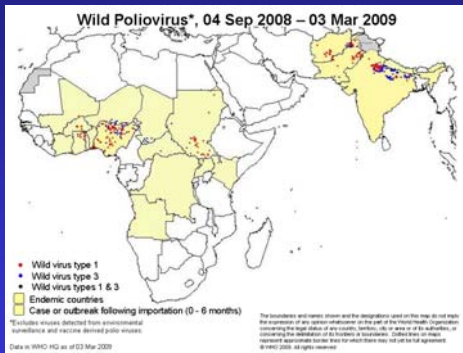 Wild Poliovirus*, 04 Sep 2008 – 03 Mar 2009
Wild virus type 1
Wild virus type 3
Wild virus types 1 & 3
Endemic countries
Case or outbreak following importation (0 - 6 months)
*Excludes viruses detected from environmental
surveillance and vaccine derived polio viruses.
Data in WHO HQ as of 03 Mar 2009
The boundaries and names shown and the designations used on this map do not imply
the expression of any opinion whatsoever on the part of the World Health Organization
concerning the legal status of any country, territory, city or area or of its authorities, or
concerning the delimitation of its frontiers or boundaries. Dotted lines on maps
represent approximate border lines for which there may not yet be full agreement.
© WHO 2009. All rights reserved